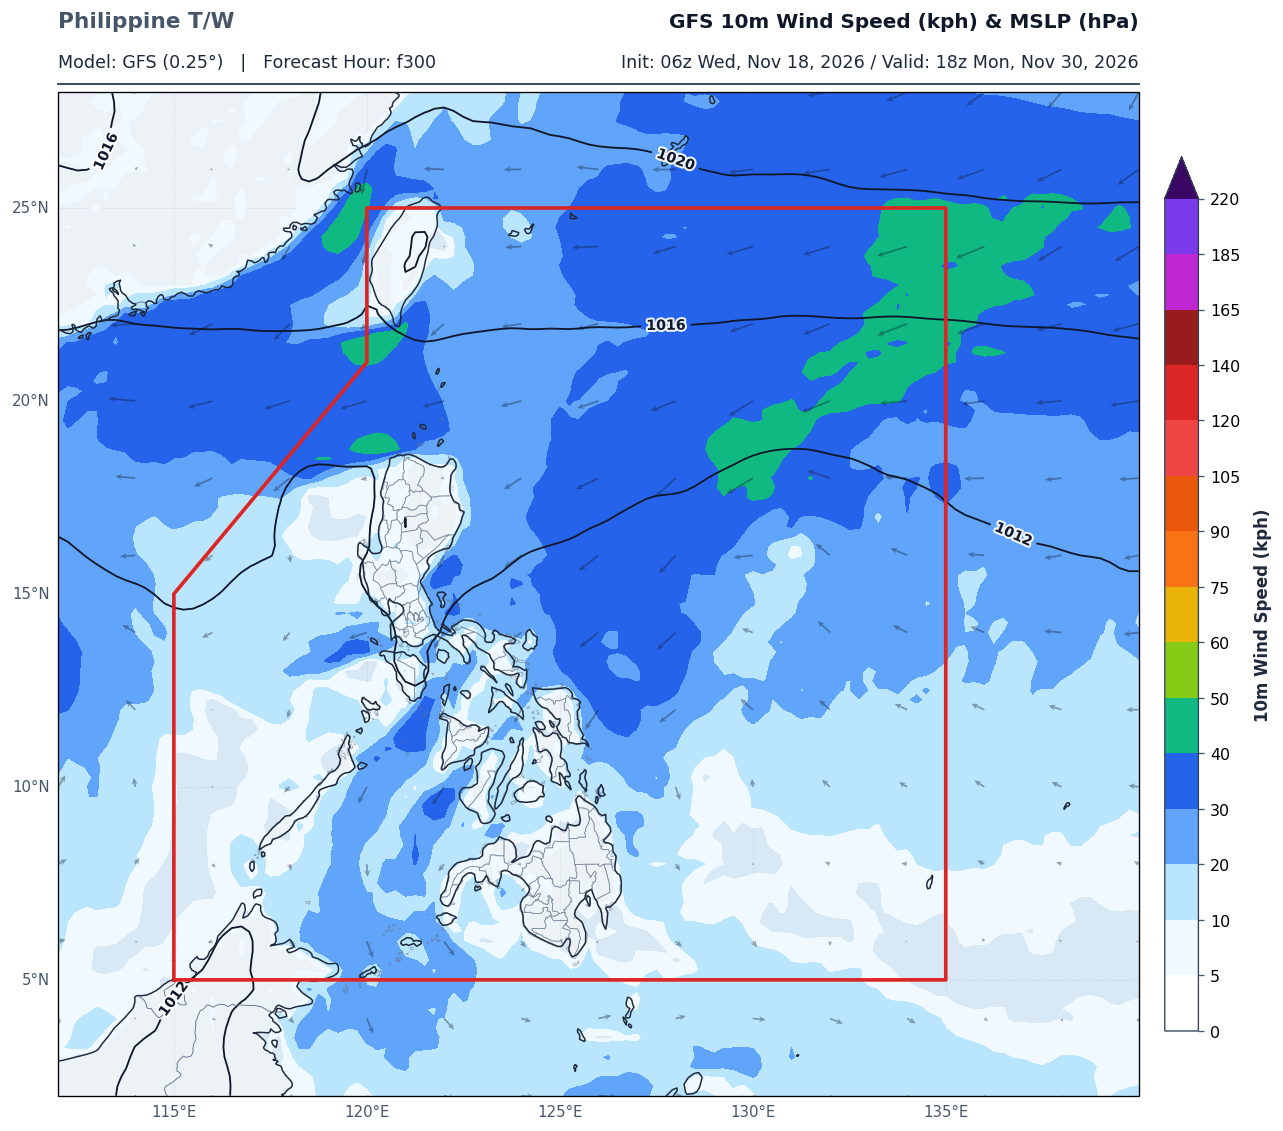 Philippine T/W
GFS 10m Wind Speed (kph) & MSLP (hPa)
Model: GFS (0.25°) | Forecast Hour: f300
Init: 06z Wed, Nov 18, 2026 / Valid: 18z Mon, Nov 30, 2026
1016
1020
1016
1012
1012
25°N
20°N
15°N
10°N
5°N
115°E
120°E
125°E
130°E
135°E
220
185
165
140
120
105
90
75
60
50
40
30
20
10
5
0
10m Wind Speed (kph)